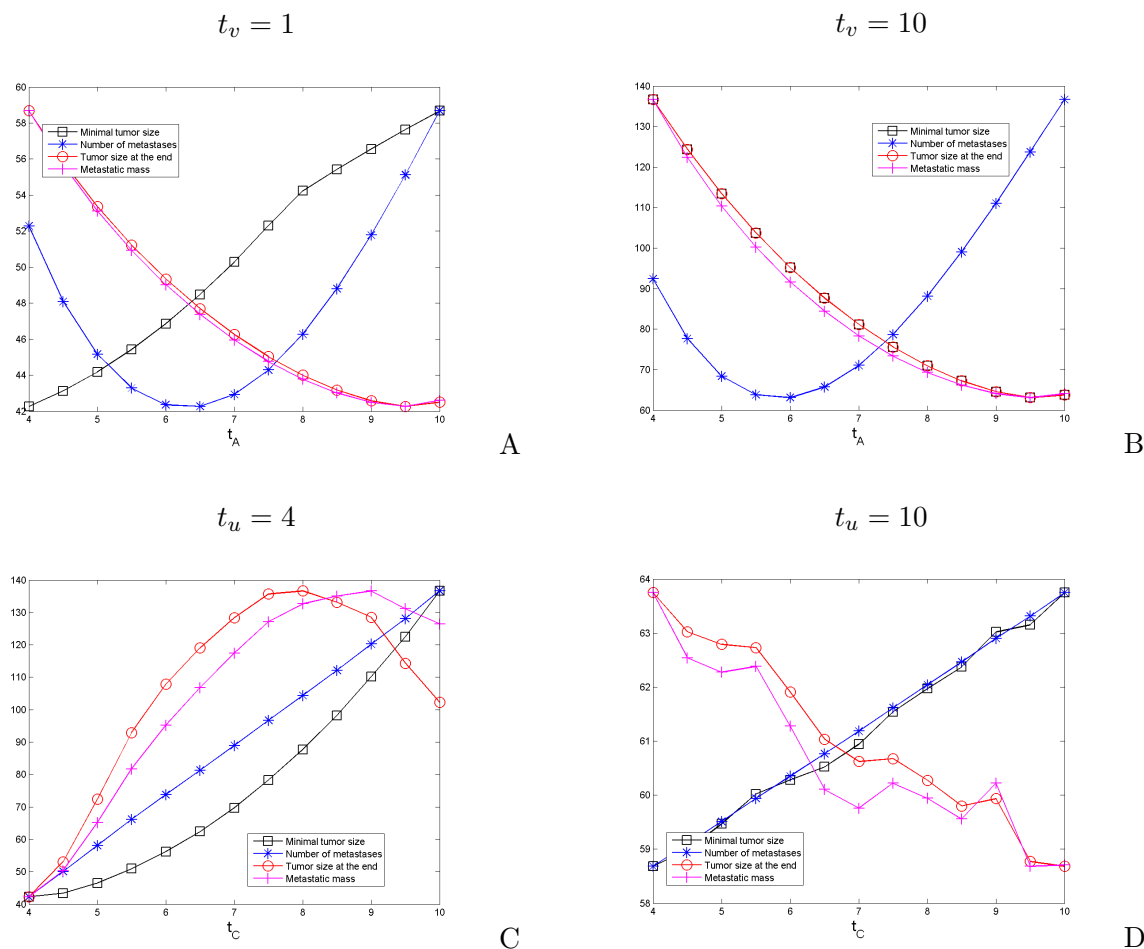 t_v = 1
60
58
56
54
52
50
48
46
44
42
4 5 6 7 8 9 10
t_A
Minimal tumor size
Number of metastases
Tumor size at the end
Metastatic mass
A
t_v = 10
140
130
120
110
100
90
80
70
60
4 5 6 7 8 9 10
t_A
Minimal tumor size
Number of metastases
Tumor size at the end
Metastatic mass
B
t_u = 4
140
130
120
110
100
90
80
70
60
50
40
4 5 6 7 8 9 10
t_C
Minimal tumor size
Number of metastases
Tumor size at the end
Metastatic mass
C
t_u = 10
64
63
62
61
60
59
58
4 5 6 7 8 9 10
t_C
Minimal tumor size
Number of metastases
Tumor size at the end
Metastatic mass
D